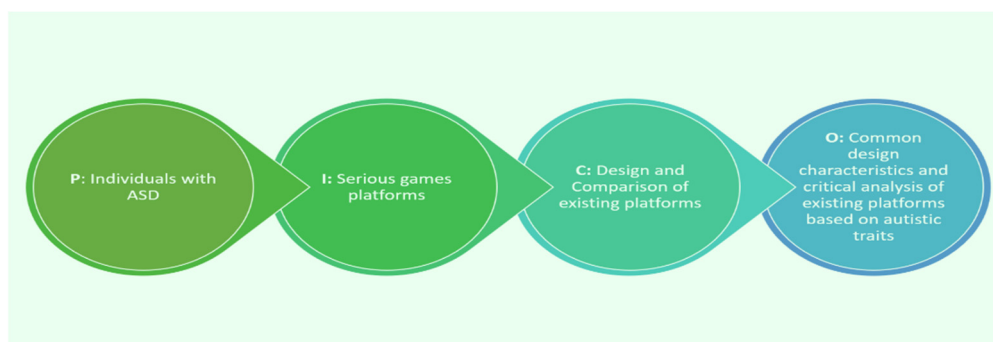 P: Individuals with
ASD
I: Serious games
platforms
C: Design and
Comparison of
existing platforms
O: Common
design
characteristics and
critical analysis of
existing platforms
based on autistic
traits